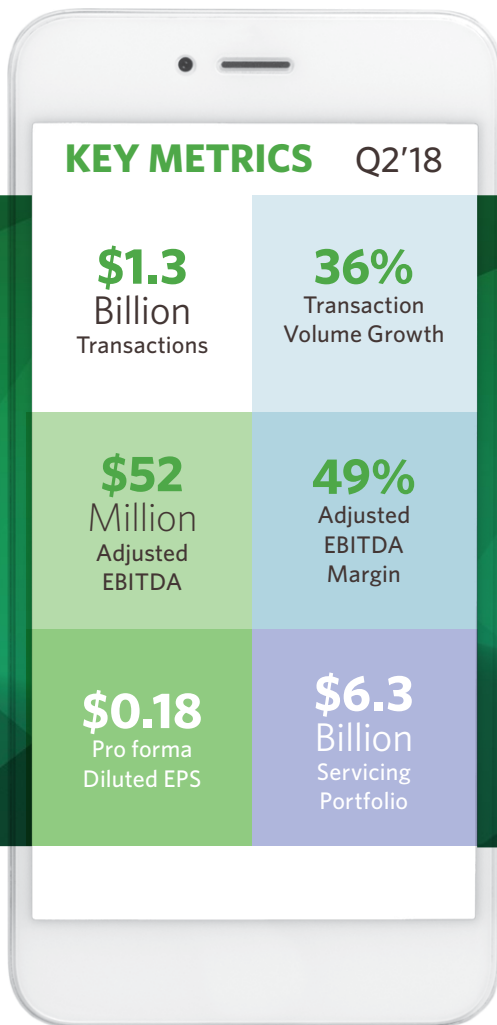 KEY METRICS Q2'18
$1.3
Billion
Transactions
36%
Transaction
Volume Growth
$52
Million
Adjusted
EBITDA
49%
Adjusted
EBITDA
Margin
$0.18
Pro forma
Diluted EPS
$6.3
Billion
Servicing
Portfolio